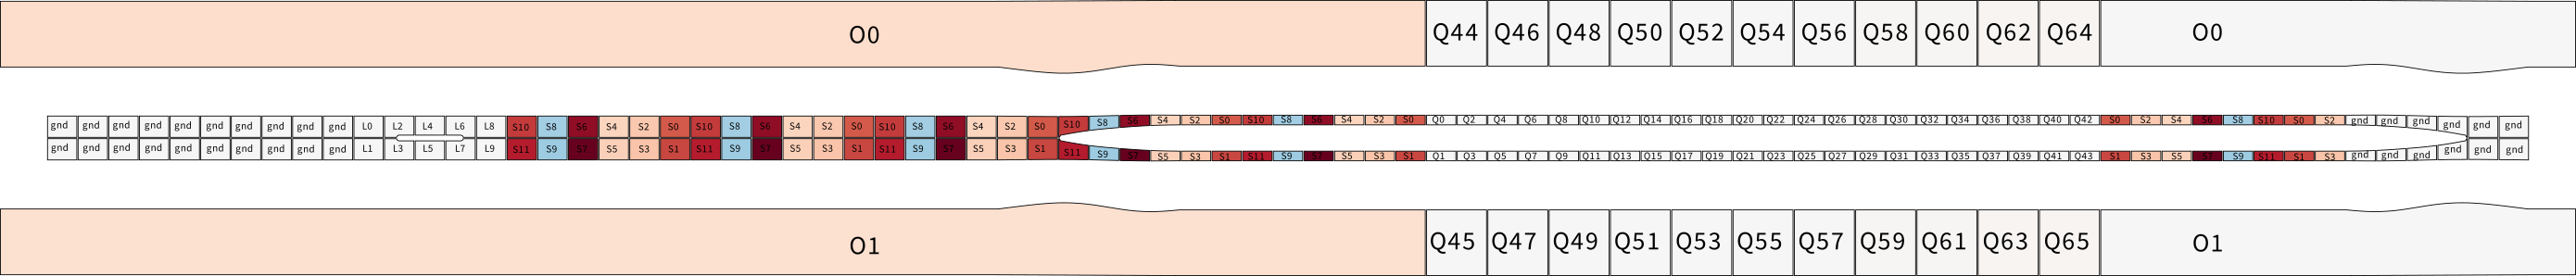 O0 Q44 Q46 Q48 Q50 Q52 Q54 Q56 Q58 Q60 Q62 Q64 O0
gnd gnd gnd gnd gnd gnd gnd gnd gnd gnd L0 L2 L4 L6 L8 S10 S8 S6 S4 S2 S0 S10 S8 S6 S4 S2 S0 S10 S8 S6 S4 S2 S0 S10 S8 S6 S4 S2 S0 S10 S8 S6 S4 S2 S0 Q0 Q2 Q4 Q6 Q8 Q10 Q12 Q14 Q16 Q18 Q20 Q22 Q24 Q26 Q28 Q30 Q32 Q34 Q36 Q38 Q40 Q42 S0 S2 S4 S6 S8 S10 S0 S2 gnd gnd gnd gnd gnd gnd
gnd gnd gnd gnd gnd gnd gnd gnd gnd gnd L1 L3 L5 L7 L9 S11 S9 S7 S5 S3 S1 S11 S9 S7 S5 S3 S1 S11 S9 S7 S5 S3 S1 S11 S9 S7 S5 S3 S1 S11 S9 S7 S5 S3 S1 Q1 Q3 Q5 Q7 Q9 Q11 Q13 Q15 Q17 Q19 Q21 Q23 Q25 Q27 Q29 Q31 Q33 Q35 Q37 Q39 Q41 Q43 S1 S3 S5 S7 S9 S11 S1 S3 gnd gnd gnd gnd gnd gnd
O1 Q45 Q47 Q49 Q51 Q53 Q55 Q57 Q59 Q61 Q63 Q65 O1